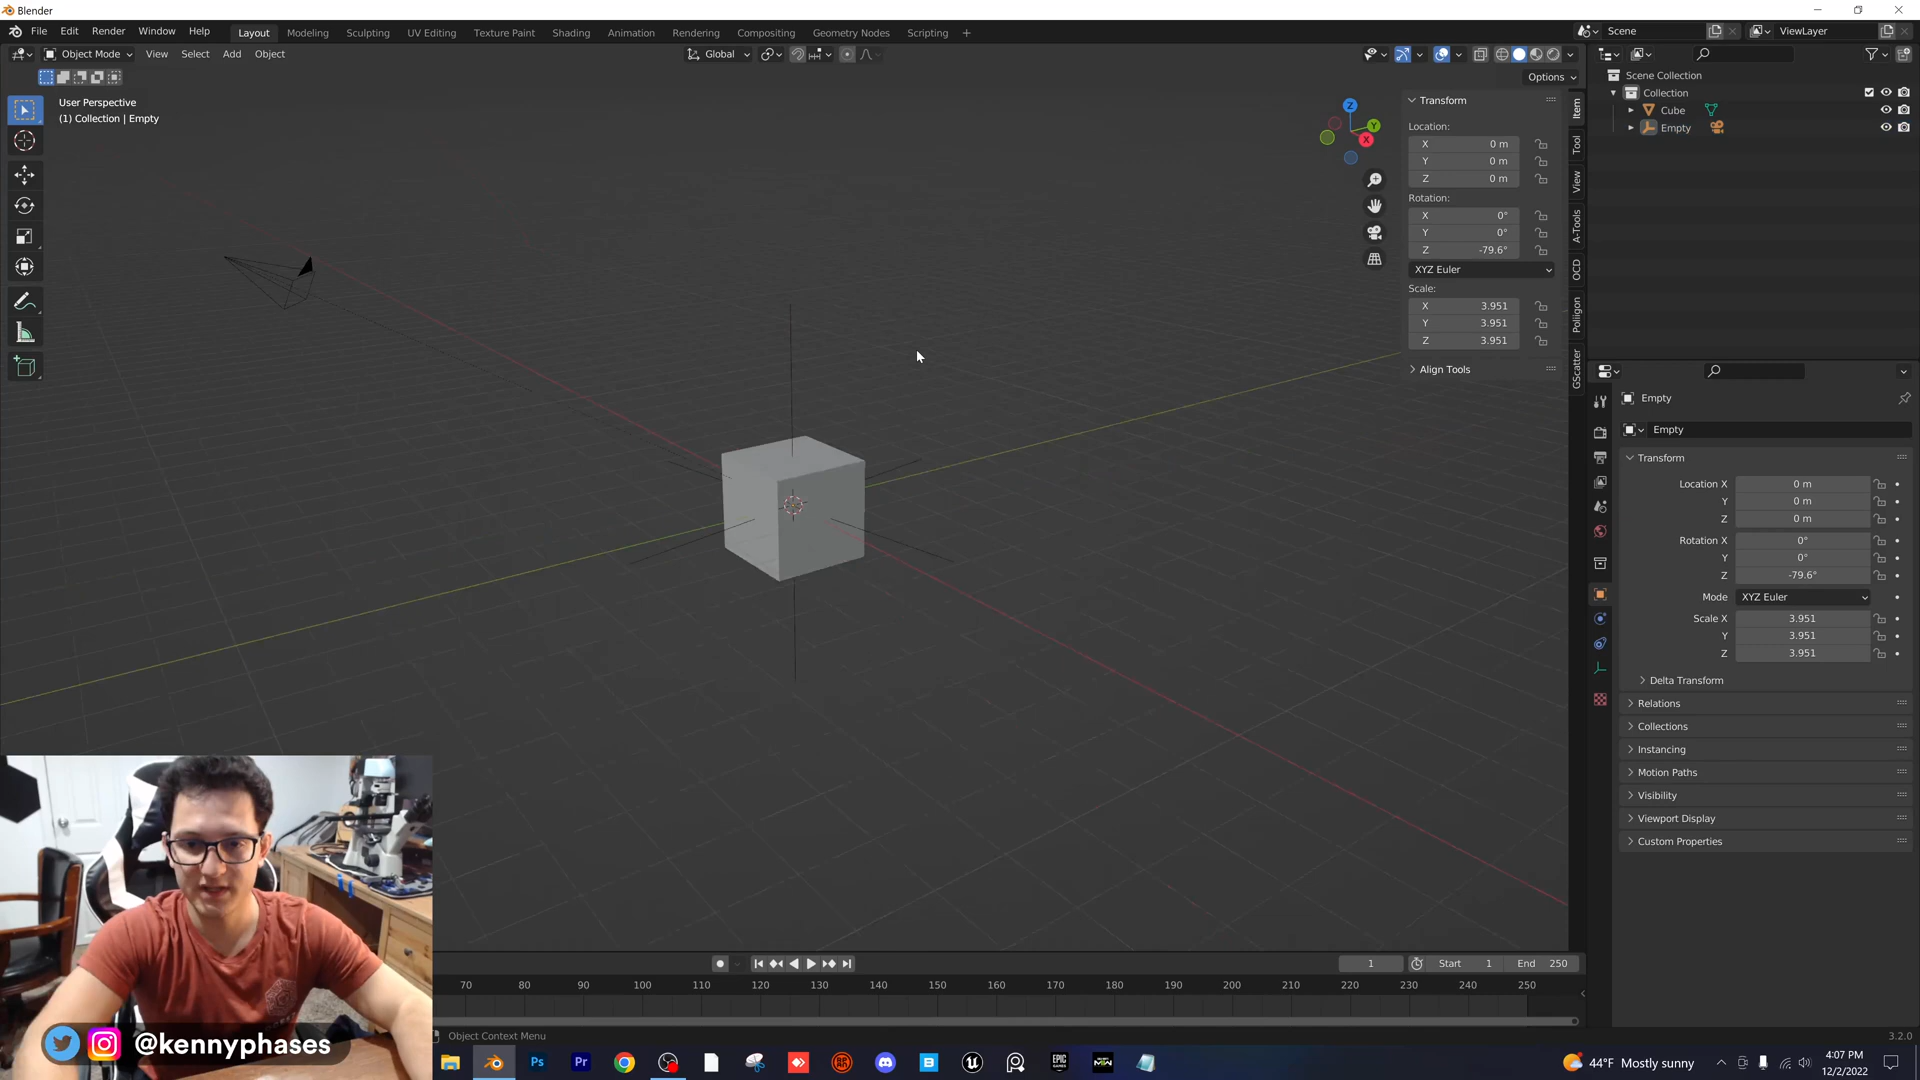 Blender
File Edit Render Window Help Layout Modeling Sculpting UV Editing Texture Paint Shading Animation Rendering Compositing Geometry Nodes Scripting + Scene ViewLayer
Object Mode View Select Add Object Global
Options
User Perspective
(1) Collection | Empty
Z
Y
X
Transform
Location:
X 0 m
Y 0 m
Z 0 m
Rotation:
X 0°
Y 0°
Z -79.6°
XYZ Euler
Scale:
X 3.951
Y 3.951
Z 3.951
Align Tools
Item
Tool
View
A-Tools
OCD
Poliigon
GScatter
Scene Collection
Collection
Cube
Empty
Empty
Empty
Transform
Location X 0 m
Y 0 m
Z 0 m
Rotation X 0°
Y 0°
Z -79.6°
Mode XYZ Euler
Scale X 3.951
Y 3.951
Z 3.951
Delta Transform
Relations
Collections
Instancing
Motion Paths
Visibility
Viewport Display
Custom Properties
1 Start 1 End 250
70 80 90 100 110 120 130 140 150 160 170 180 190 200 210 220 230 240 250
Object Context Menu
3.2.0
@kennyphases
Ps Pr
44°F Mostly sunny
4:07 PM
12/2/2022